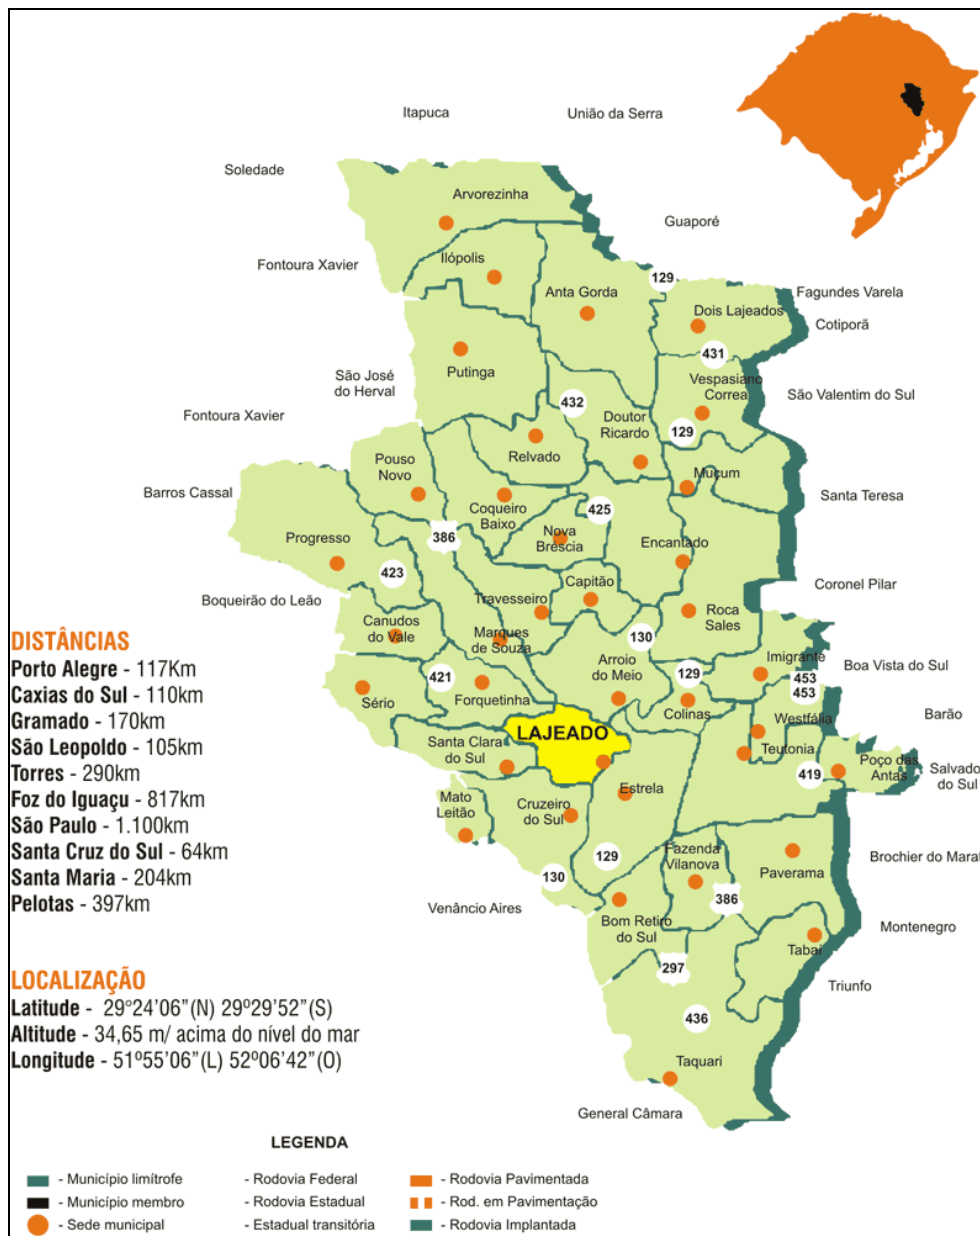 Itapuca
União da Serra
Soledade
Arvorezinha
Guaporé
Fontoura Xavier
Ilópolis
129
Anta Gorda
Fagundes Varela
Dois Lajeados
Cotiporã
431
Putinga
São José
do Herval
Vespasiano
Correa
São Valentim do Sul
432
Fontoura Xavier
Doutor
Ricardo
129
Relvado
Pouso
Novo
Muçum
Barros Cassal
Santa Teresa
Coqueiro
Baixo
425
386
Nova
Bréscia
Progresso
Encantado
423
Capitão
Coronel Pilar
Boqueirão do Leão
Travesseiro
Roca
Sales
Canudos
do Vale
Marques
de Souza
130
Arroio
do Meio
Imigrante
Boa Vista do Sul
129
453
453
421
Forquetinha
Sério
Colinas
Westfália
Barão
LAJEADO
Santa Clara
do Sul
Teutonia
Poço das
Antas
419
Salvado
do Sul
Mato
Leitão
Cruzeiro
do Sul
Estrela
129
Fazenda
Vilanova
Paverama
Brochier do Marat
130
386
Venâncio Aires
Bom Retiro
do Sul
Montenegro
Tabaí
297
Triunfo
436
Taquari
General Câmara
DISTÂNCIAS
Porto Alegre - 117Km
Caxias do Sul - 110km
Gramado - 170km
São Leopoldo - 105km
Torres - 290km
Foz do Iguaçu - 817km
São Paulo - 1.100km
Santa Cruz do Sul - 64km
Santa Maria - 204km
Pelotas - 397km
LOCALIZAÇÃO
Latitude - 29°24’06”(N) 29º29’52”(S)
Altitude - 34,65 m/ acima do nível do mar
Longitude - 51º55’06”(L) 52º06’42”(O)
LEGENDA
- Município limítrofe
- Rodovia Federal
- Rodovia Pavimentada
- Município membro
- Rodovia Estadual
- Rod. em Pavimentação
- Sede municipal
- Estadual transitória
- Rodovia Implantada